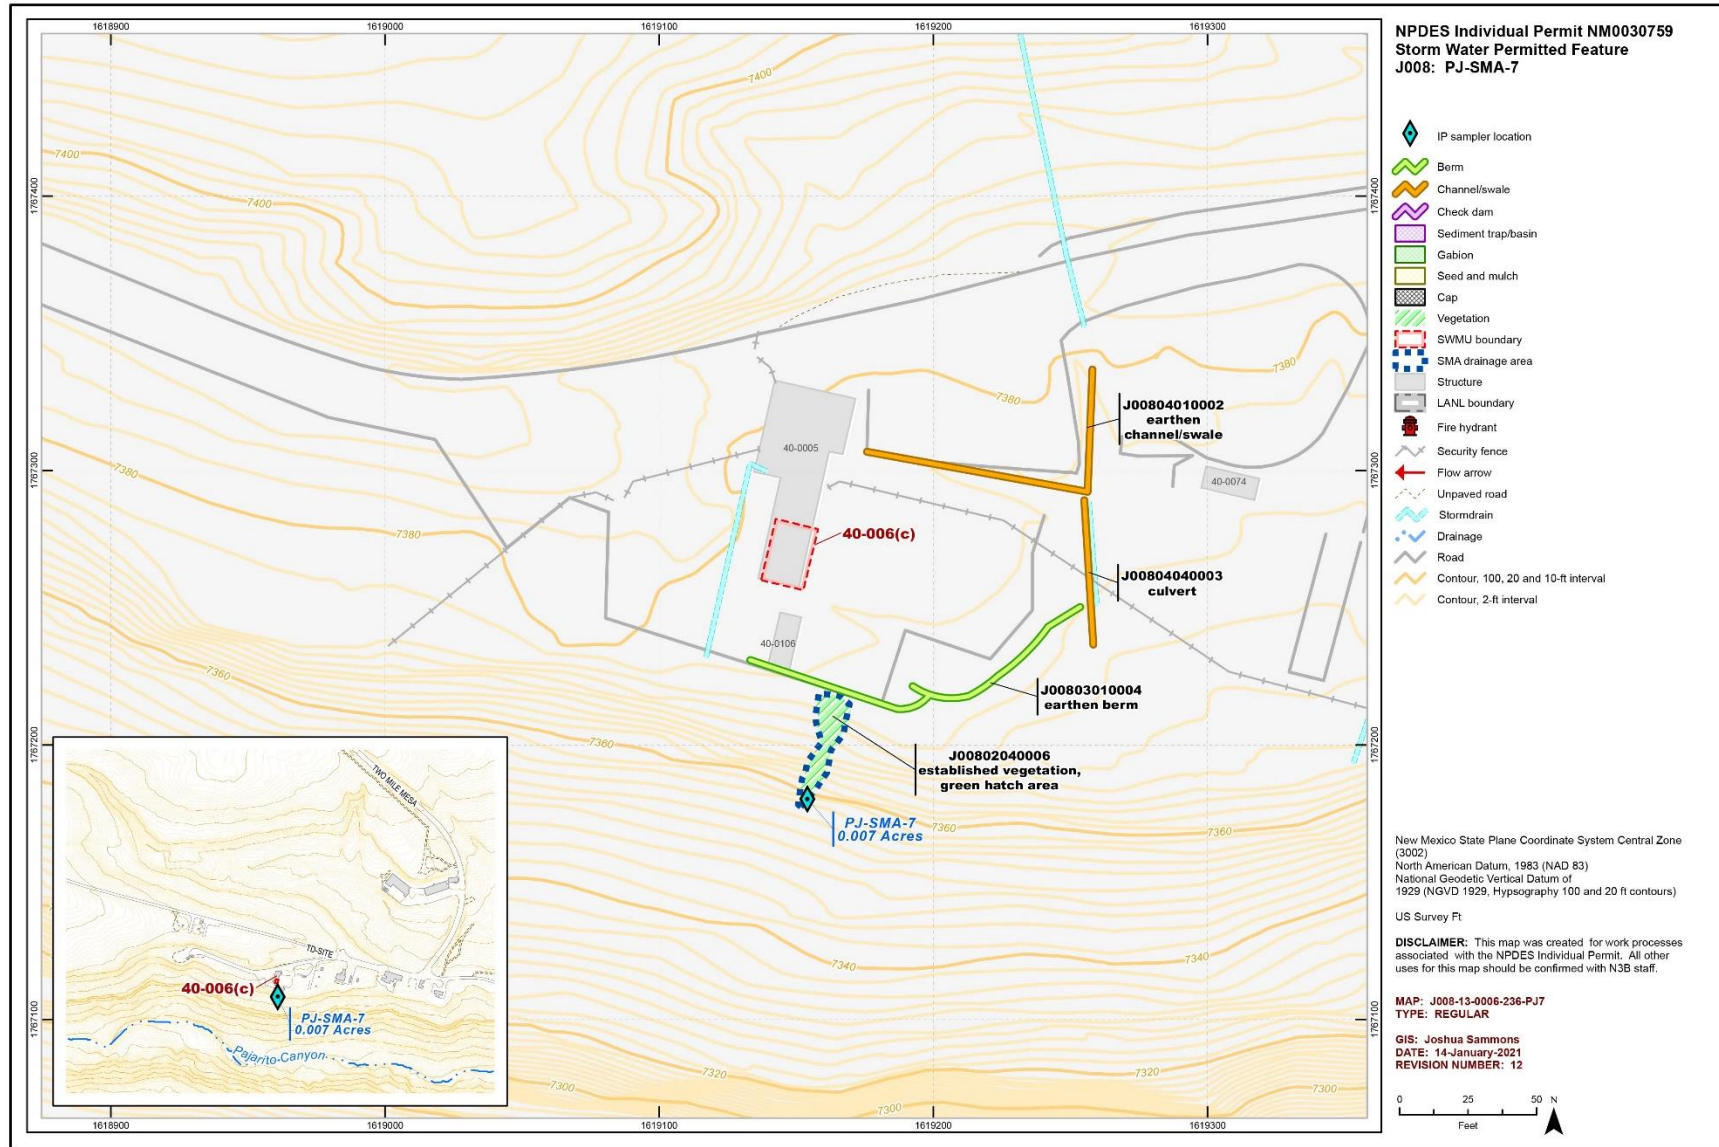 NPDES Individual Permit NM0030759
Storm Water Permitted Feature
J008: PJ-SMA-7
IP sampler location
Berm
Channel/swale
Check dam
Sediment trap/basin
Gabion
Seed and mulch
Cap
Vegetation
SWMU boundary
SMA drainage area
Structure
LANL boundary
Fire hydrant
Security fence
Flow arrow
Unpaved road
Stormdrain
Drainage
Road
Contour, 100, 20 and 10-ft interval
Contour, 2-ft interval
New Mexico State Plane Coordinate System Central Zone
(3002)
North American Datum, 1983 (NAD 83)
National Geodetic Vertical Datum of
1929 (NGVD 1929, Hypsography 100 and 20 ft contours)
US Survey Ft
DISCLAIMER: This map was created for work processes
associated with the NPDES Individual Permit. All other
uses for this map should be confirmed with N3B staff.
MAP: J008-13-0006-236-PJ7
TYPE: REGULAR
GIS: Joshua Sammons
DATE: 14-January-2021
REVISION NUMBER: 12
0 25 50 N
Feet
1618900 1619000 1619100 1619200 1619300
7400
7400
7400
1767400 1767400
7380
7380
J00804010002
earthen
channel/swale
40-0005
1767300 1767300
7380
40-0074
7380
40-006(c)
J00804040003
culvert
40-0106
7360
J00803010004
earthen berm
7360
1767200 1767200
J00802040006
established vegetation,
green hatch area
PJ-SMA-7
0.007 Acres
7360
7360
7340
7340
1767100 1767100
7320
7320
7300
7300
7300
TWO MILE MESA
TD-SITE
40-006(c)
PJ-SMA-7
0.007 Acres
Pajarito Canyon
1618900 1619000 1619100 1619200 1619300